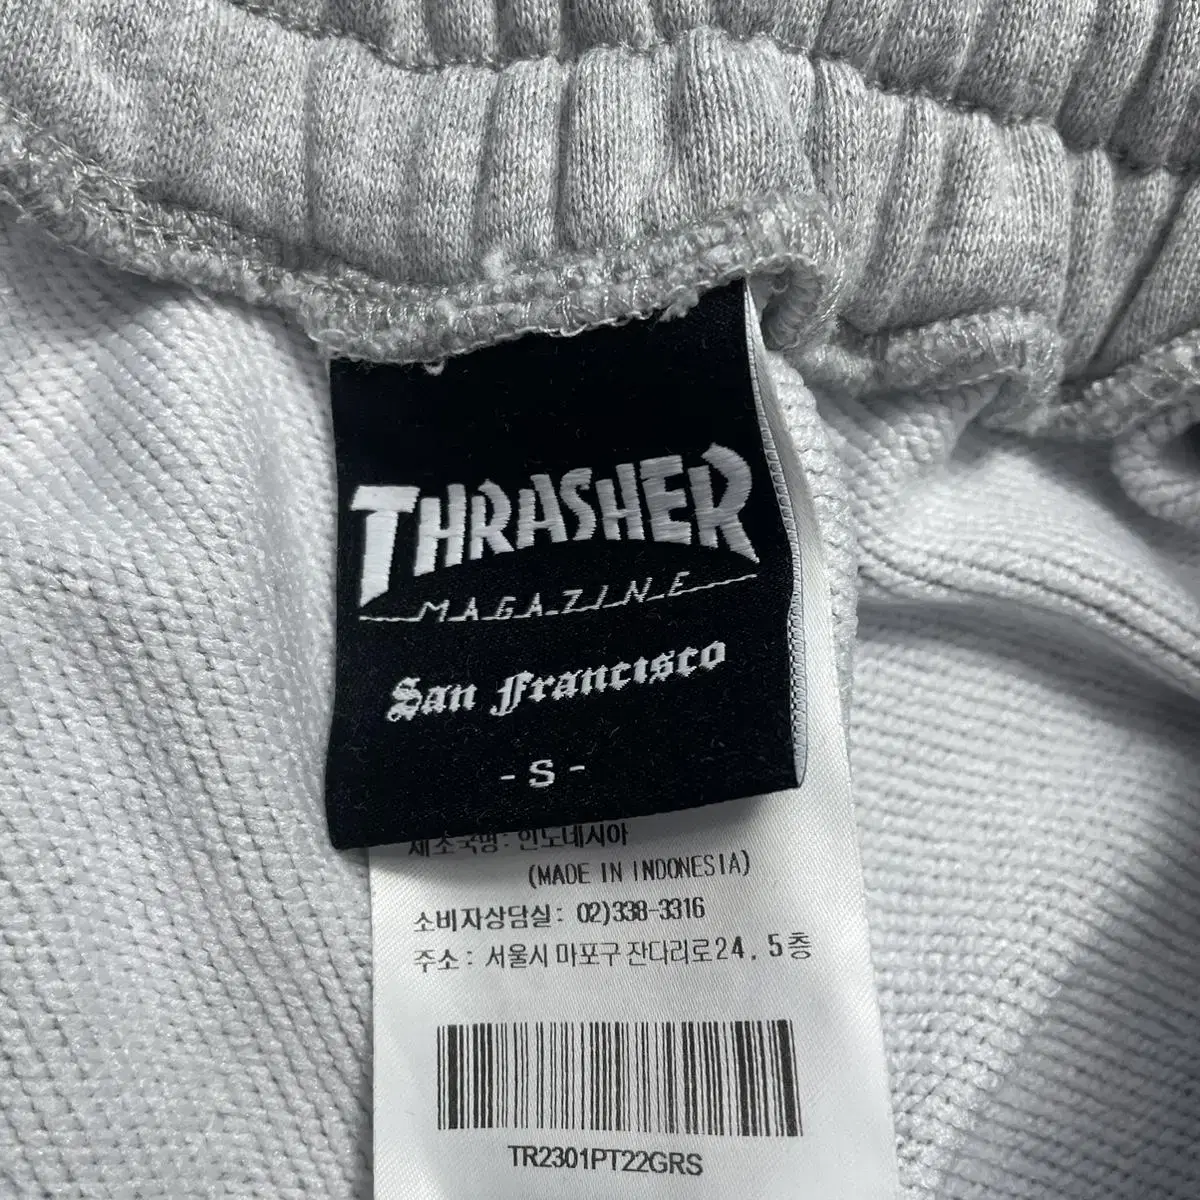 THRASHER
MAGAZINE
San Francisco
- S -
제조국명: 인도네시아
(MADE IN INDONESIA)
소비자상담실: 02)338-3316
주소: 서울시 마포구 잔다리로24, 5층
TR2301PT22GRS